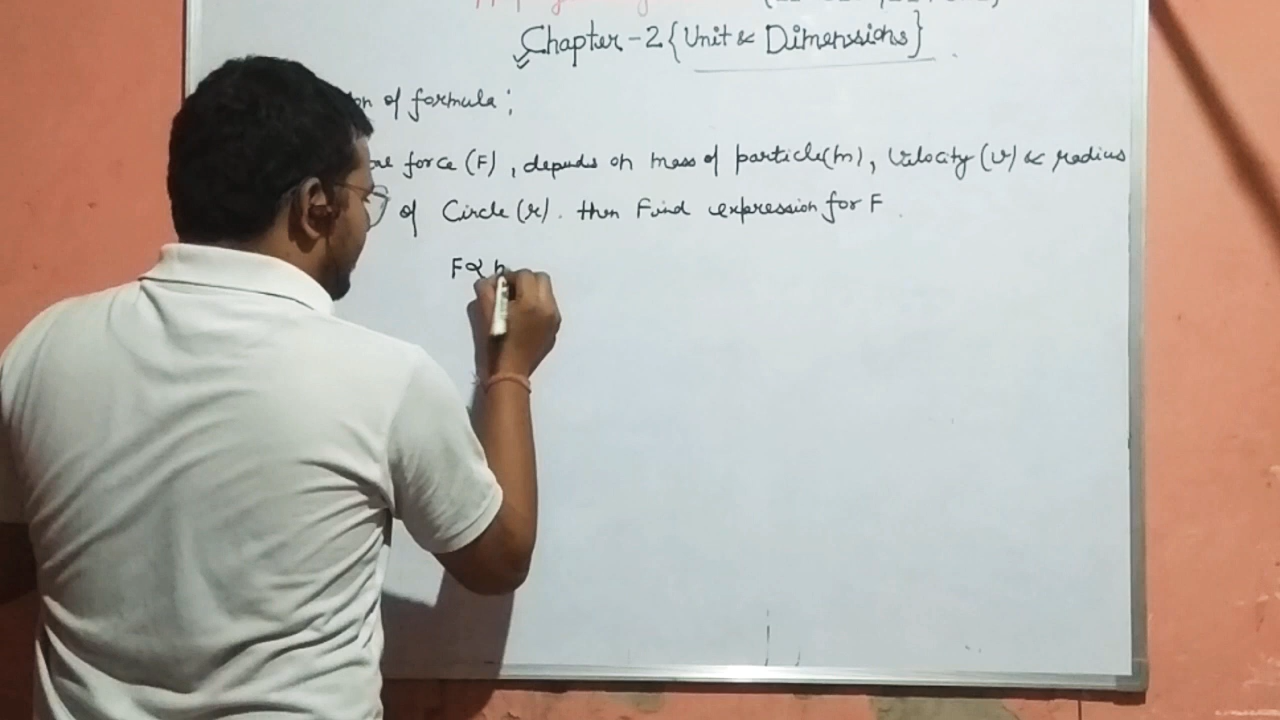 Chapter - 2 { Unit & Dimensions }
of formula :
force (F) , depends on mass of particle (m) , Velocity (v) & radius
of Circle (r) . then Find expression for F .
F ∝